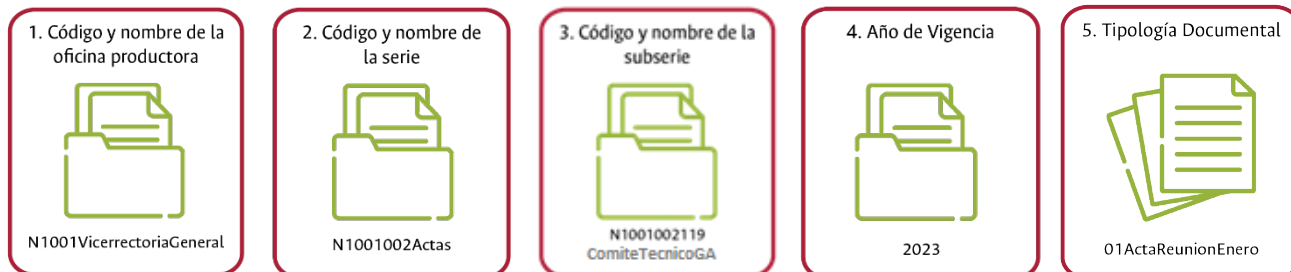 1. Código y nombre de la
oficina productora
N1001VicerrectoriaGeneral
2. Código y nombre de
la serie
N1001002Actas
3. Código y nombre de la
subserie
N1001002119
ComiteTecnicoGA
4. Año de Vigencia
2023
5. Tipología Documental
01ActaReunionEnero